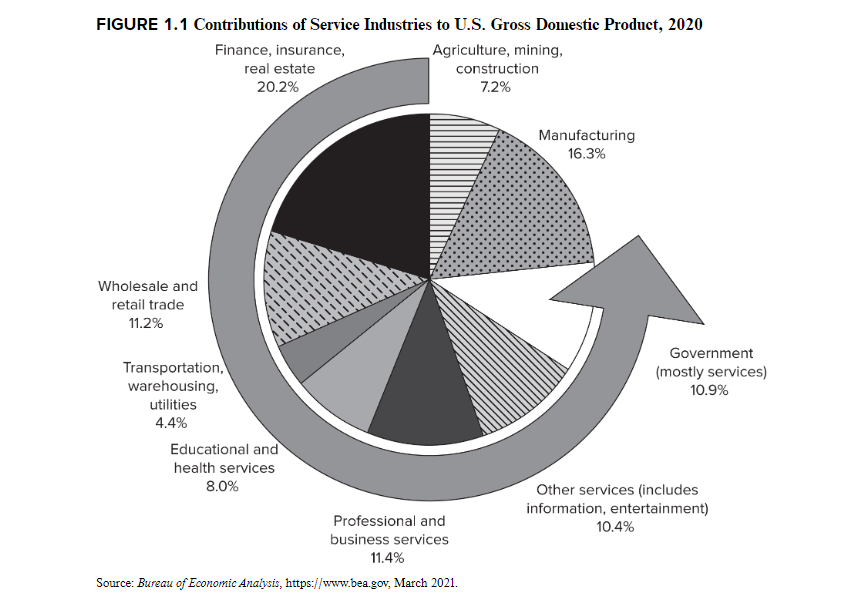 FIGURE 1.1 Contributions of Service Industries to U.S. Gross Domestic Product, 2020
Finance, insurance,
real estate
20.2%
Agriculture, mining,
construction
7.2%
Manufacturing
16.3%
Wholesale and
retail trade
11.2%
Transportation,
warehousing,
utilities
4.4%
Educational and
health services
8.0%
Professional and
business services
11.4%
Other services (includes
information, entertainment)
10.4%
Government
(mostly services)
10.9%
Source: Bureau of Economic Analysis, https://www.bea.gov, March 2021.